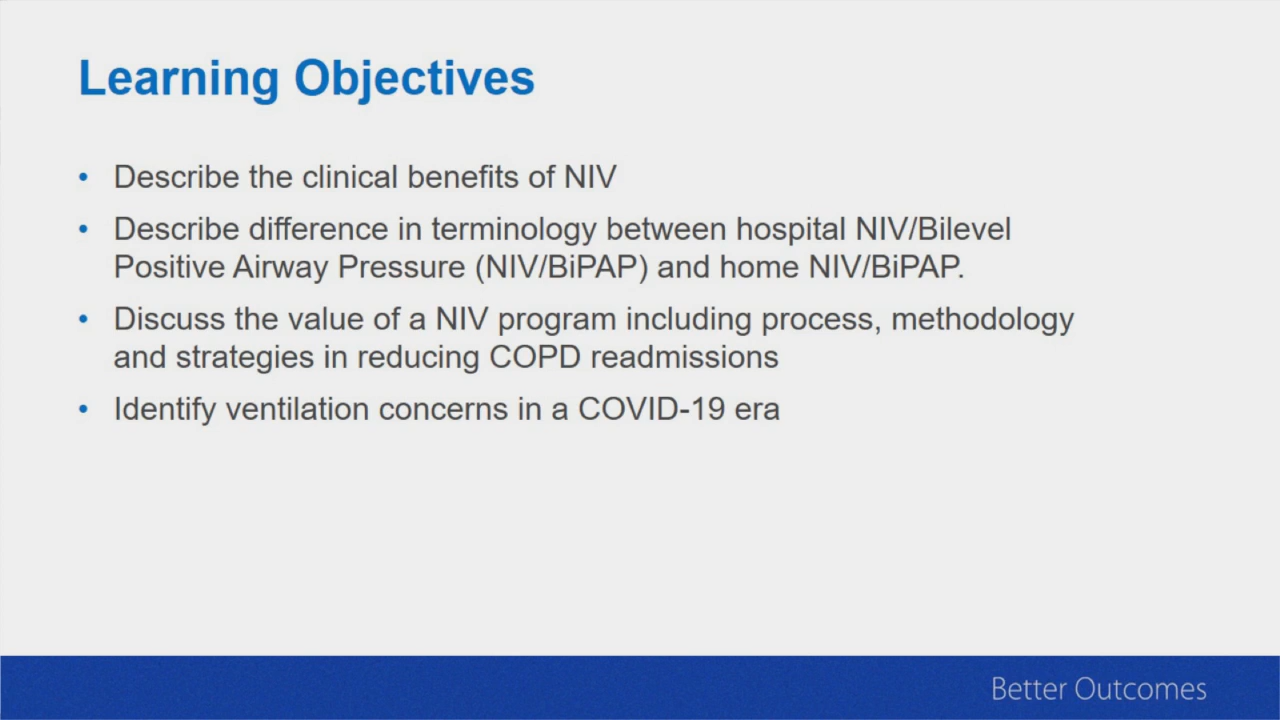 Learning Objectives
• Describe the clinical benefits of NIV
• Describe difference in terminology between hospital NIV/Bilevel
Positive Airway Pressure (NIV/BiPAP) and home NIV/BiPAP.
• Discuss the value of a NIV program including process, methodology
and strategies in reducing COPD readmissions
• Identify ventilation concerns in a COVID-19 era
Better Outcomes